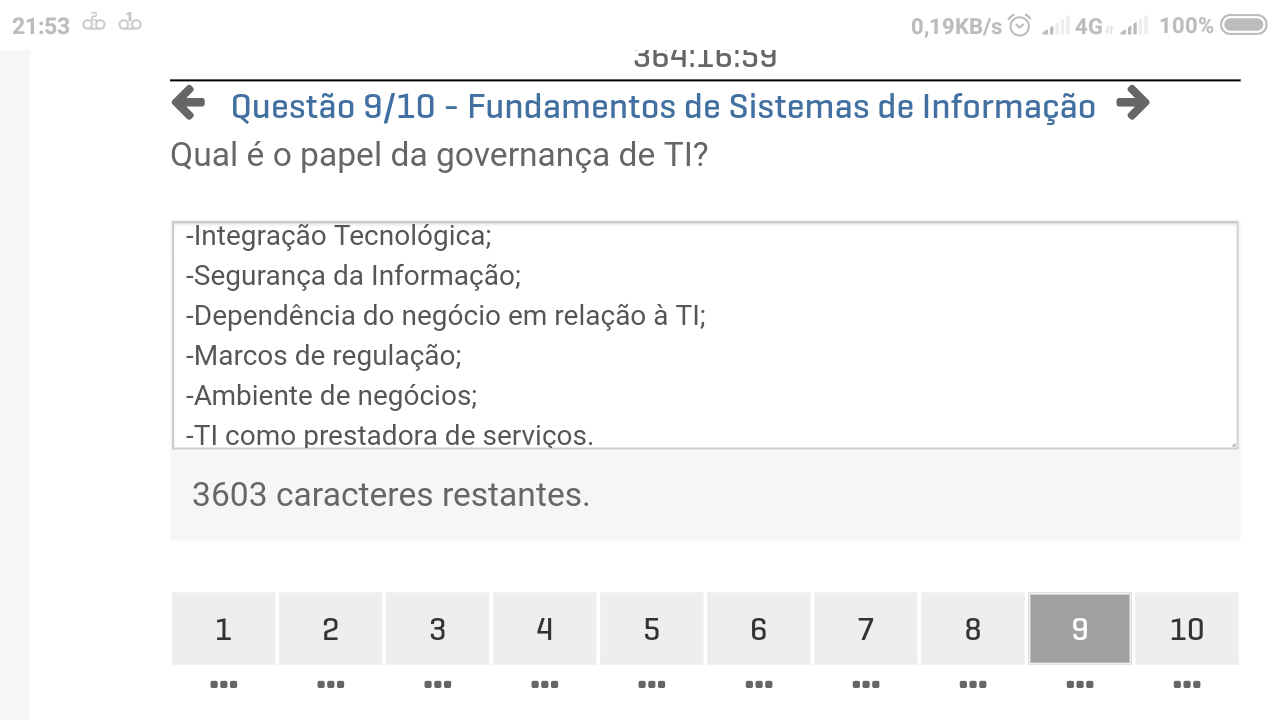 21:53 2 1 0,19KB/s 4G 100%
364:16:59
Questão 9/10 - Fundamentos de Sistemas de Informação
Qual é o papel da governança de TI?
-Integração Tecnológica;
-Segurança da Informação;
-Dependência do negócio em relação à TI;
-Marcos de regulação;
-Ambiente de negócios;
-TI como prestadora de serviços.
3603 caracteres restantes.
1 2 3 4 5 6 7 8 9 10
... ... ... ... ... ... ... ... ... ...